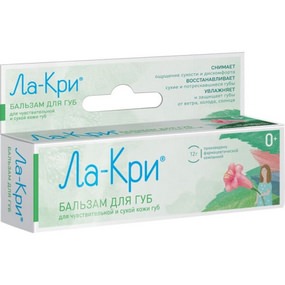 Ла-Кри®
БАЛЬЗАМ ДЛЯ ГУБ
для чувствительной
и сухой кожи губ
СНИМАЕТ
ощущение сухости и дискомфорта
ВОССТАНАВЛИВАЕТ
сухие и потрескавшиеся губы
УВЛАЖНЯЕТ
и защищает губы
от ветра, холода, солнца
0+
Ла-Кри®
12г
БАЛЬЗАМ ДЛЯ ГУБ
для чувствительной и сухой кожи губ